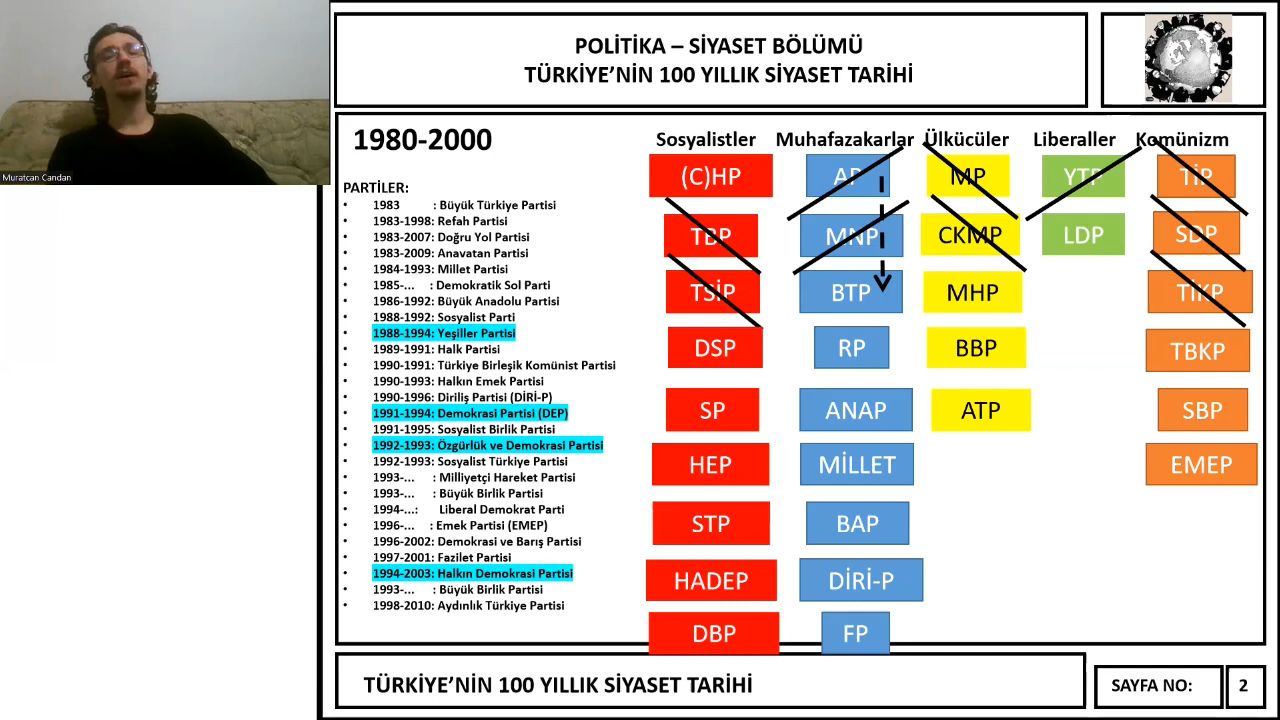 Muratcan Candan
POLİTİKA – SİYASET BÖLÜMÜ
TÜRKİYE’NİN 100 YILLIK SİYASET TARİHİ
1980-2000
PARTİLER:
• 1983 : Büyük Türkiye Partisi
• 1983-1998: Refah Partisi
• 1983-2007: Doğru Yol Partisi
• 1983-2009: Anavatan Partisi
• 1984-1993: Millet Partisi
• 1985-... : Demokratik Sol Parti
• 1986-1992: Büyük Anadolu Partisi
• 1988-1992: Sosyalist Parti
• 1988-1994: Yeşiller Partisi
• 1989-1991: Halk Partisi
• 1990-1991: Türkiye Birleşik Komünist Partisi
• 1990-1993: Halkın Emek Partisi
• 1990-1996: Diriliş Partisi (DİRİ-P)
• 1991-1994: Demokrasi Partisi (DEP)
• 1991-1995: Sosyalist Birlik Partisi
• 1992-1993: Özgürlük ve Demokrasi Partisi
• 1992-1993: Sosyalist Türkiye Partisi
• 1993-... : Milliyetçi Hareket Partisi
• 1993-... : Büyük Birlik Partisi
• 1994-...: Liberal Demokrat Parti
• 1996-... : Emek Partisi (EMEP)
• 1996-2002: Demokrasi ve Barış Partisi
• 1997-2001: Fazilet Partisi
• 1994-2003: Halkın Demokrasi Partisi
• 1993-... : Büyük Birlik Partisi
• 1998-2010: Aydınlık Türkiye Partisi
Sosyalistler Muhafazakarlar Ülkücüler Liberaller Komünizm
(C)HP AP MP YTP TİP
TBP MNP CKMP LDP SDP
TSİP BTP MHP TİKP
DSP RP BBP TBKP
SP ANAP ATP SBP
HEP MİLLET EMEP
STP BAP
HADEP DİRİ-P
DBP FP
TÜRKİYE’NİN 100 YILLIK SİYASET TARİHİ
SAYFA NO: 2